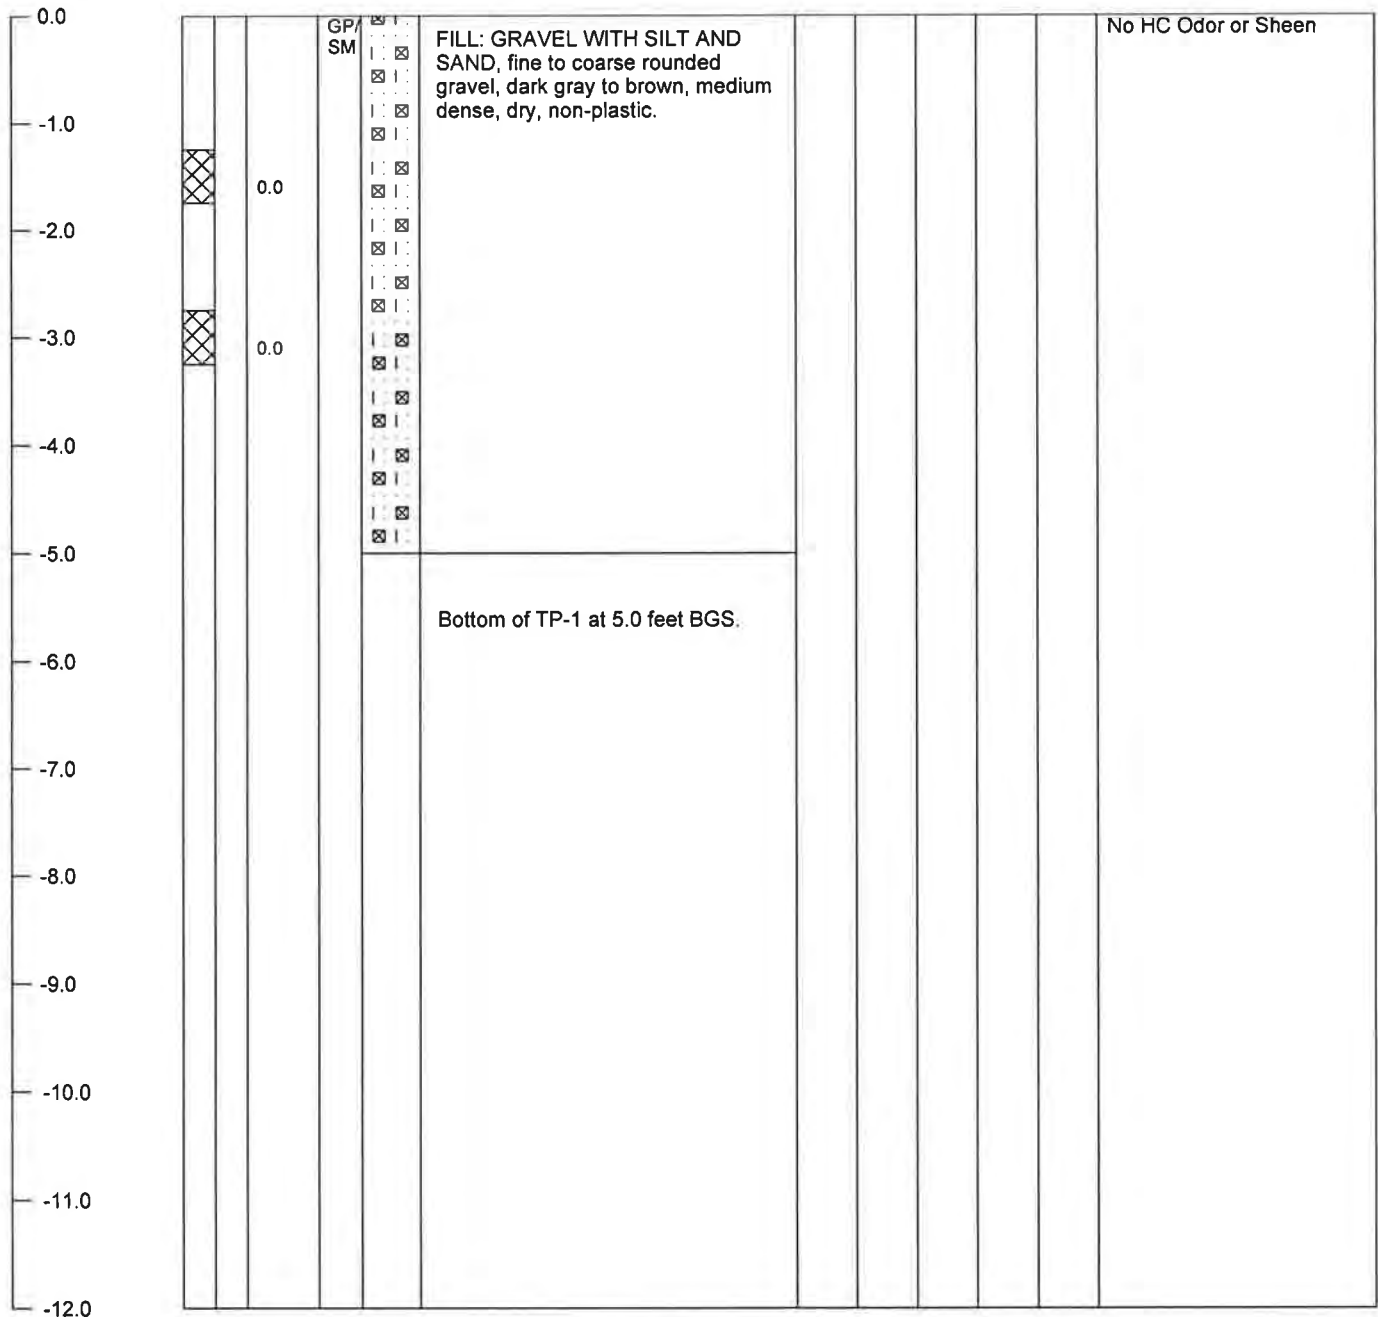 0.0
GP/
SM
FILL: GRAVEL WITH SILT AND
SAND, fine to coarse rounded
gravel, dark gray to brown, medium
dense, dry, non-plastic.
No HC Odor or Sheen
-1.0
0.0
-2.0
-3.0
0.0
-4.0
-5.0
Bottom of TP-1 at 5.0 feet BGS.
-6.0
-7.0
-8.0
-9.0
-10.0
-11.0
-12.0